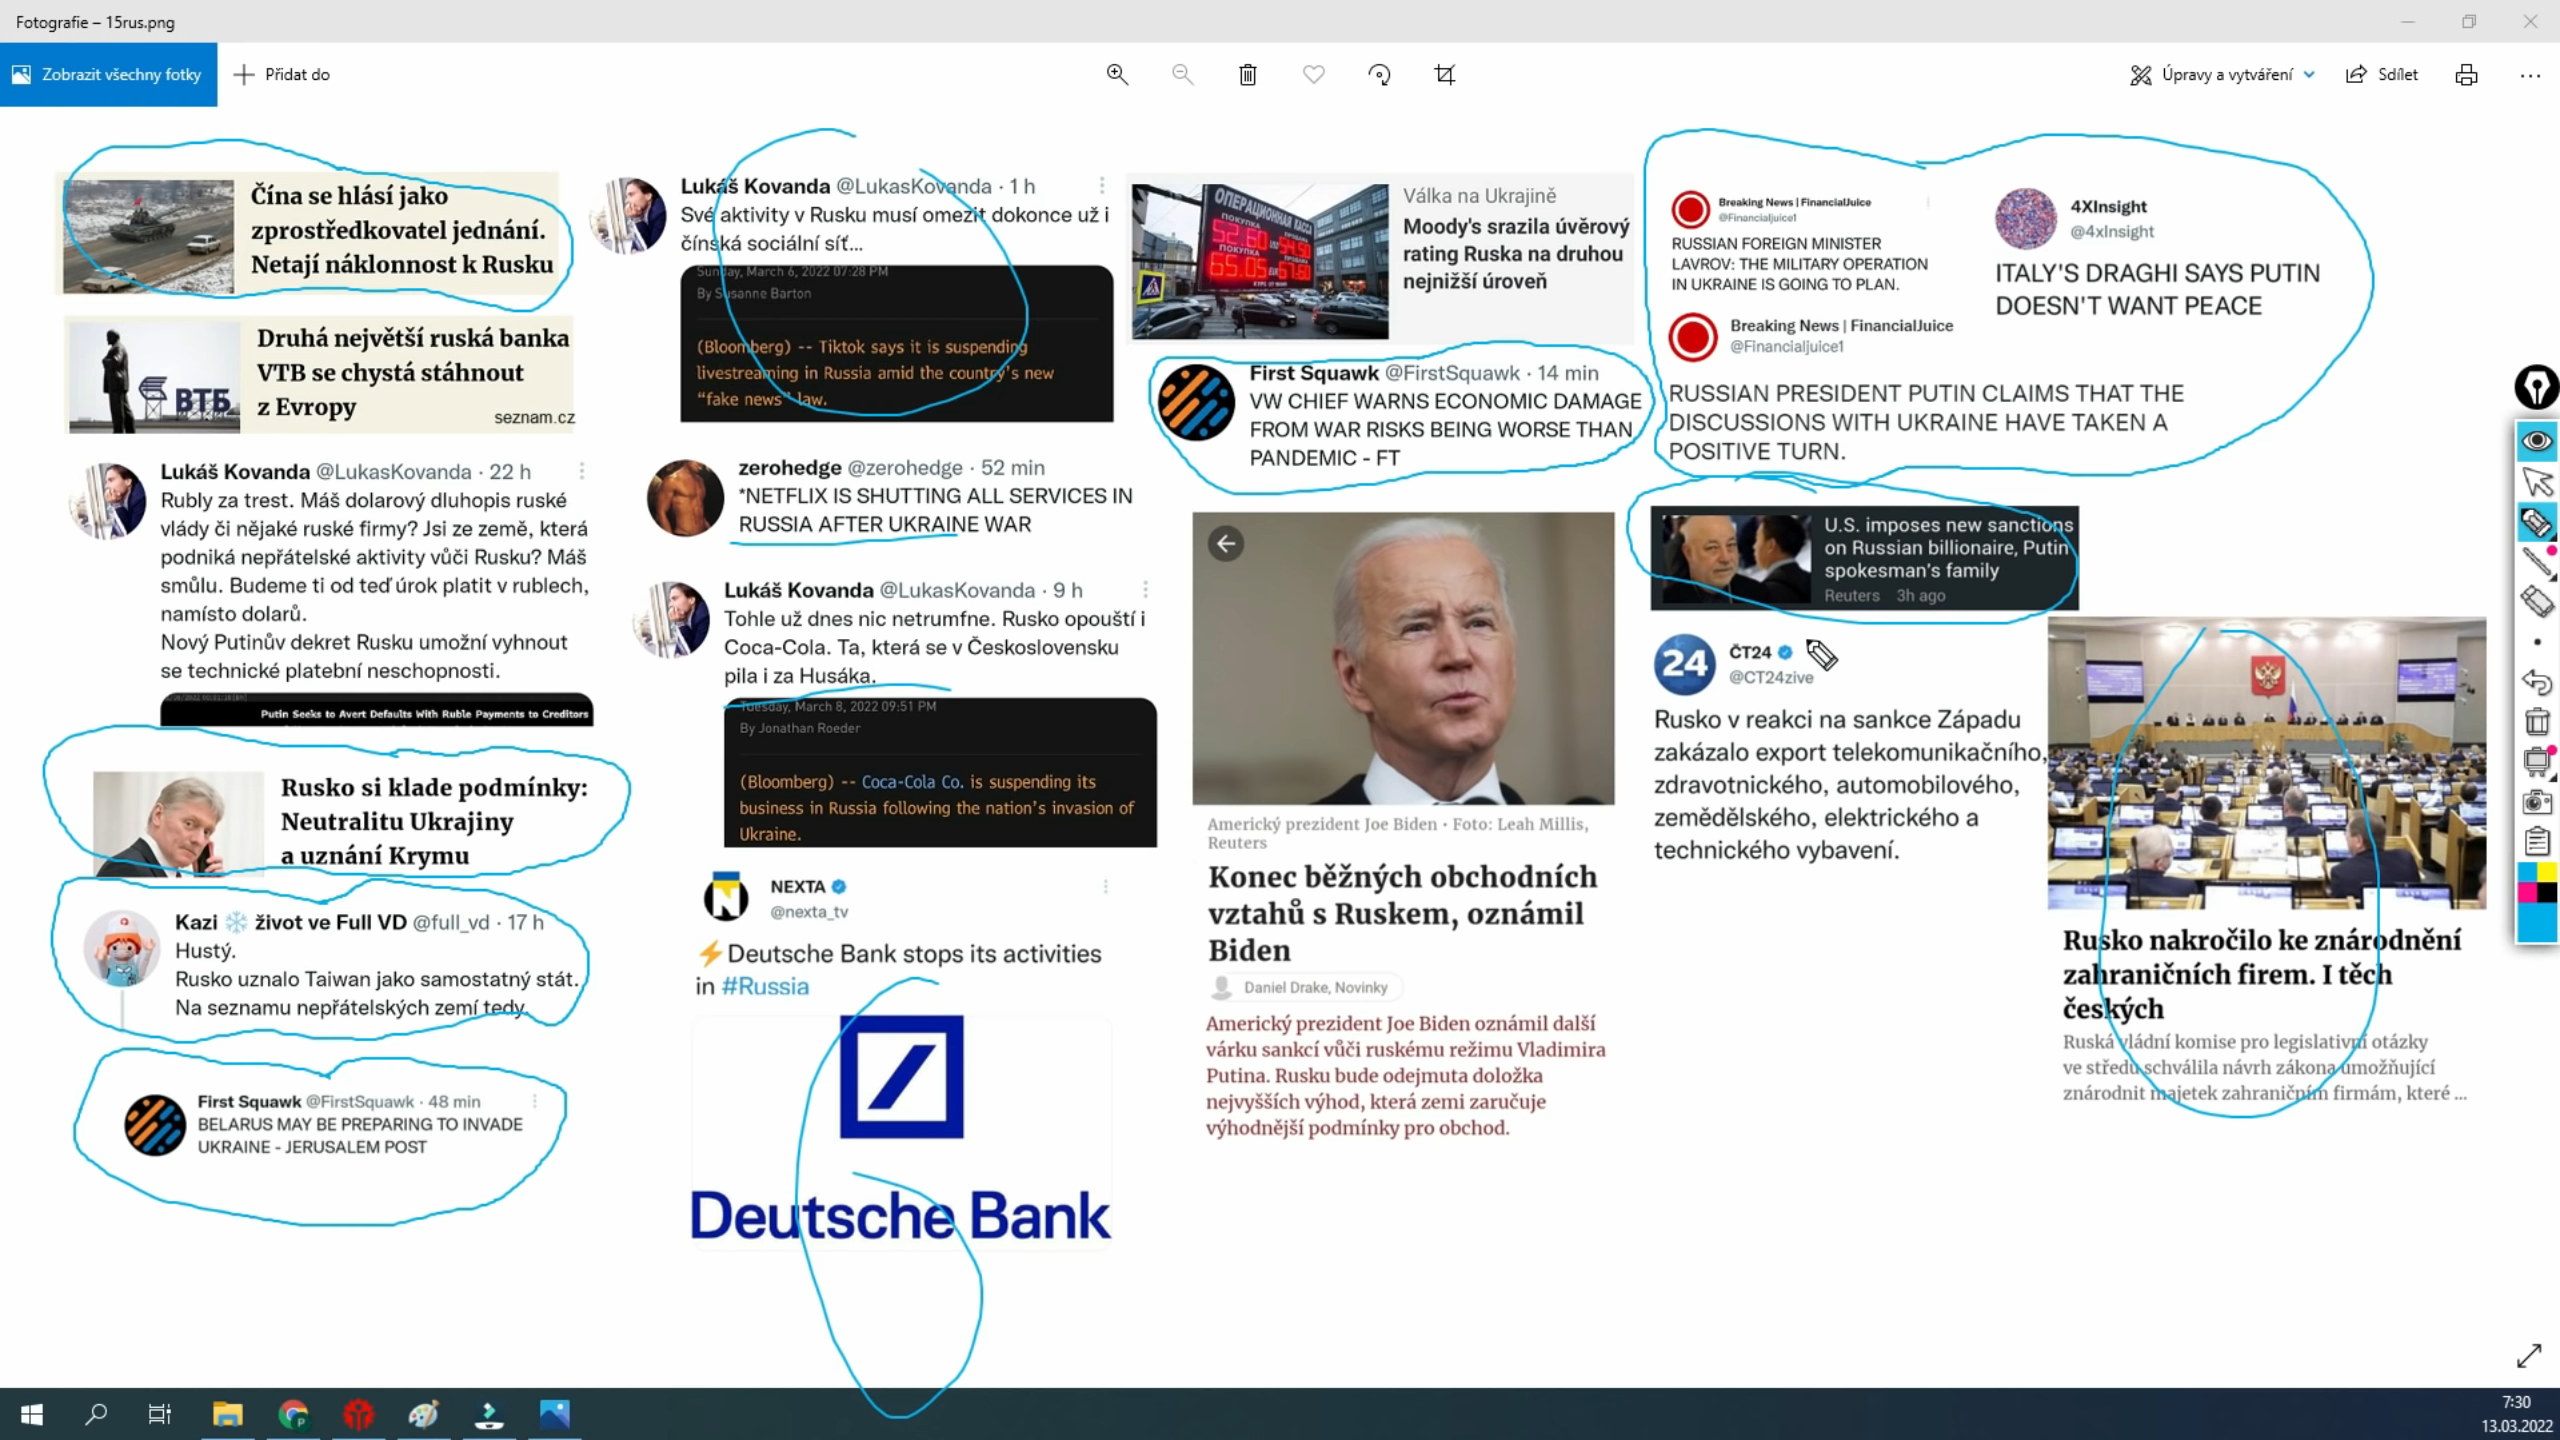 Fotografie – 15rus.png
Zobrazit všechny fotky
Přidat do
Úpravy a vytváření
Sdílet
Čína se hlásí jako
zprostředkovatel jednání.
Netají náklonnost k Rusku
ВТБ
Druhá největší ruská banka
VTB se chystá stáhnout
z Evropy
seznam.cz
Lukáš Kovanda @LukasKovanda · 22 h
Rubly za trest. Máš dolarový dluhopis ruské
vlády či nějaké ruské firmy? Jsi ze země, která
podniká nepřátelské aktivity vůči Rusku? Máš
smůlu. Budeme ti od teď úrok platit v rublech,
namísto dolarů.
Nový Putinův dekret Rusku umožní vyhnout
se technické platební neschopnosti.
Putin Seeks to Avert Defaults With Ruble Payments to Creditors
Rusko si klade podmínky:
Neutralitu Ukrajiny
a uznání Krymu
Kazi ❄️ život ve Full VD @full_vd · 17 h
Hustý.
Rusko uznalo Taiwan jako samostatný stát.
Na seznamu nepřátelských zemí tedy.
First Squawk @FirstSquawk · 48 min
BELARUS MAY BE PREPARING TO INVADE
UKRAINE - JERUSALEM POST
Lukáš Kovanda @LukasKovanda · 1 h
Své aktivity v Rusku musí omezit dokonce už i
čínská sociální síť...
Sunday, March 6, 2022 07:28 PM
By Susanne Barton
(Bloomberg) -- Tiktok says it is suspending
livestreaming in Russia amid the country's new
“fake news” law.
zerohedge @zerohedge · 52 min
*NETFLIX IS SHUTTING ALL SERVICES IN
RUSSIA AFTER UKRAINE WAR
Lukáš Kovanda @LukasKovanda · 9 h
Tohle už dnes nic netrumfne. Rusko opouští i
Coca-Cola. Ta, která se v Československu
pila i za Husáka.
Tuesday, March 8, 2022 09:51 PM
By Jonathan Roeder
(Bloomberg) -- Coca-Cola Co. is suspending its
business in Russia following the nation's invasion of
Ukraine.
NEXTA
@nexta_tv
⚡Deutsche Bank stops its activities
in #Russia
Deutsche Bank
ОПЕРАЦИОННАЯ КАССА
ПОКУПКА
52.60 54.90
ПОКУПКА
65.05 67.60
Válka na Ukrajině
Moody's srazila úvěrový
rating Ruska na druhou
nejnižší úroveň
First Squawk @FirstSquawk · 14 min
VW CHIEF WARNS ECONOMIC DAMAGE
FROM WAR RISKS BEING WORSE THAN
PANDEMIC - FT
Americký prezident Joe Biden • Foto: Leah Millis,
Reuters
Konec běžných obchodních
vztahů s Ruskem, oznámil
Biden
Daniel Drake, Novinky
Americký prezident Joe Biden oznámil další
várku sankcí vůči ruskému režimu Vladimira
Putina. Rusku bude odejmuta doložka
nejvyšších výhod, která zemi zaručuje
výhodnější podmínky pro obchod.
Breaking News | FinancialJuice
@Financialjuice1
RUSSIAN FOREIGN MINISTER
LAVROV: THE MILITARY OPERATION
IN UKRAINE IS GOING TO PLAN.
4XInsight
@4xInsight
ITALY'S DRAGHI SAYS PUTIN
DOESN'T WANT PEACE
Breaking News | FinancialJuice
@Financialjuice1
RUSSIAN PRESIDENT PUTIN CLAIMS THAT THE
DISCUSSIONS WITH UKRAINE HAVE TAKEN A
POSITIVE TURN.
U.S. imposes new sanctions
on Russian billionaire, Putin
spokesman's family
Reuters 3h ago
24
ČT24
@CT24zive
Rusko v reakci na sankce Západu
zakázalo export telekomunikačního,
zdravotnického, automobilového,
zemědělského, elektrického a
technického vybavení.
Rusko nakročilo ke znárodnění
zahraničních firem. I těch
českých
Ruská vládní komise pro legislativní otázky
ve středu schválila návrh zákona umožňující
znárodnit majetek zahraničním firmám, které ...
7:30
13.03.2022